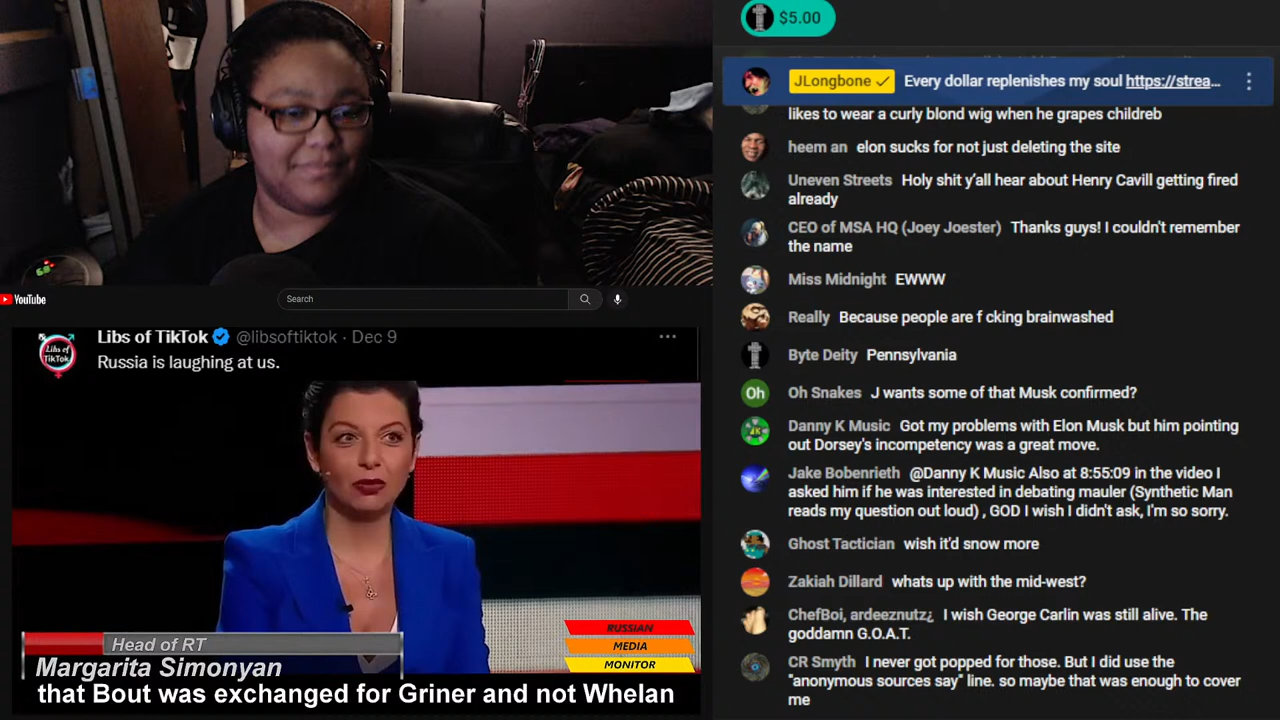 $5.00
JLongbone Every dollar replenishes my soul https://strea...
likes to wear a curly blond wig when he grapes childreb
heem an elon sucks for not just deleting the site
Uneven Streets Holy shit y'all hear about Henry Cavill getting fired
already
CEO of MSA HQ (Joey Joester) Thanks guys! I couldn't remember
the name
Miss Midnight EWWW
Really Because people are f cking brainwashed
Byte Deity Pennsylvania
Oh
Oh Snakes J wants some of that Musk confirmed?
Danny K Music Got my problems with Elon Musk but him pointing
out Dorsey's incompetency was a great move.
Jake Bobenrieth @Danny K Music Also at 8:55:09 in the video I
asked him if he was interested in debating mauler (Synthetic Man
reads my question out loud) , GOD I wish I didn't ask, I'm so sorry.
Ghost Tactician wish it'd snow more
Zakiah Dillard whats up with the mid-west?
ChefBoi, ardeeznutz¿ I wish George Carlin was still alive. The
goddamn G.O.A.T.
CR Smyth I never got popped for those. But I did use the
"anonymous sources say" line. so maybe that was enough to cover
me
YouTube
Search
Libs of TikTok @libsoftiktok · Dec 9
Libs of
TikTok
Russia is laughing at us.
Head of RT
Margarita Simonyan
RUSSIAN
MEDIA
MONITOR
that Bout was exchanged for Griner and not Whelan